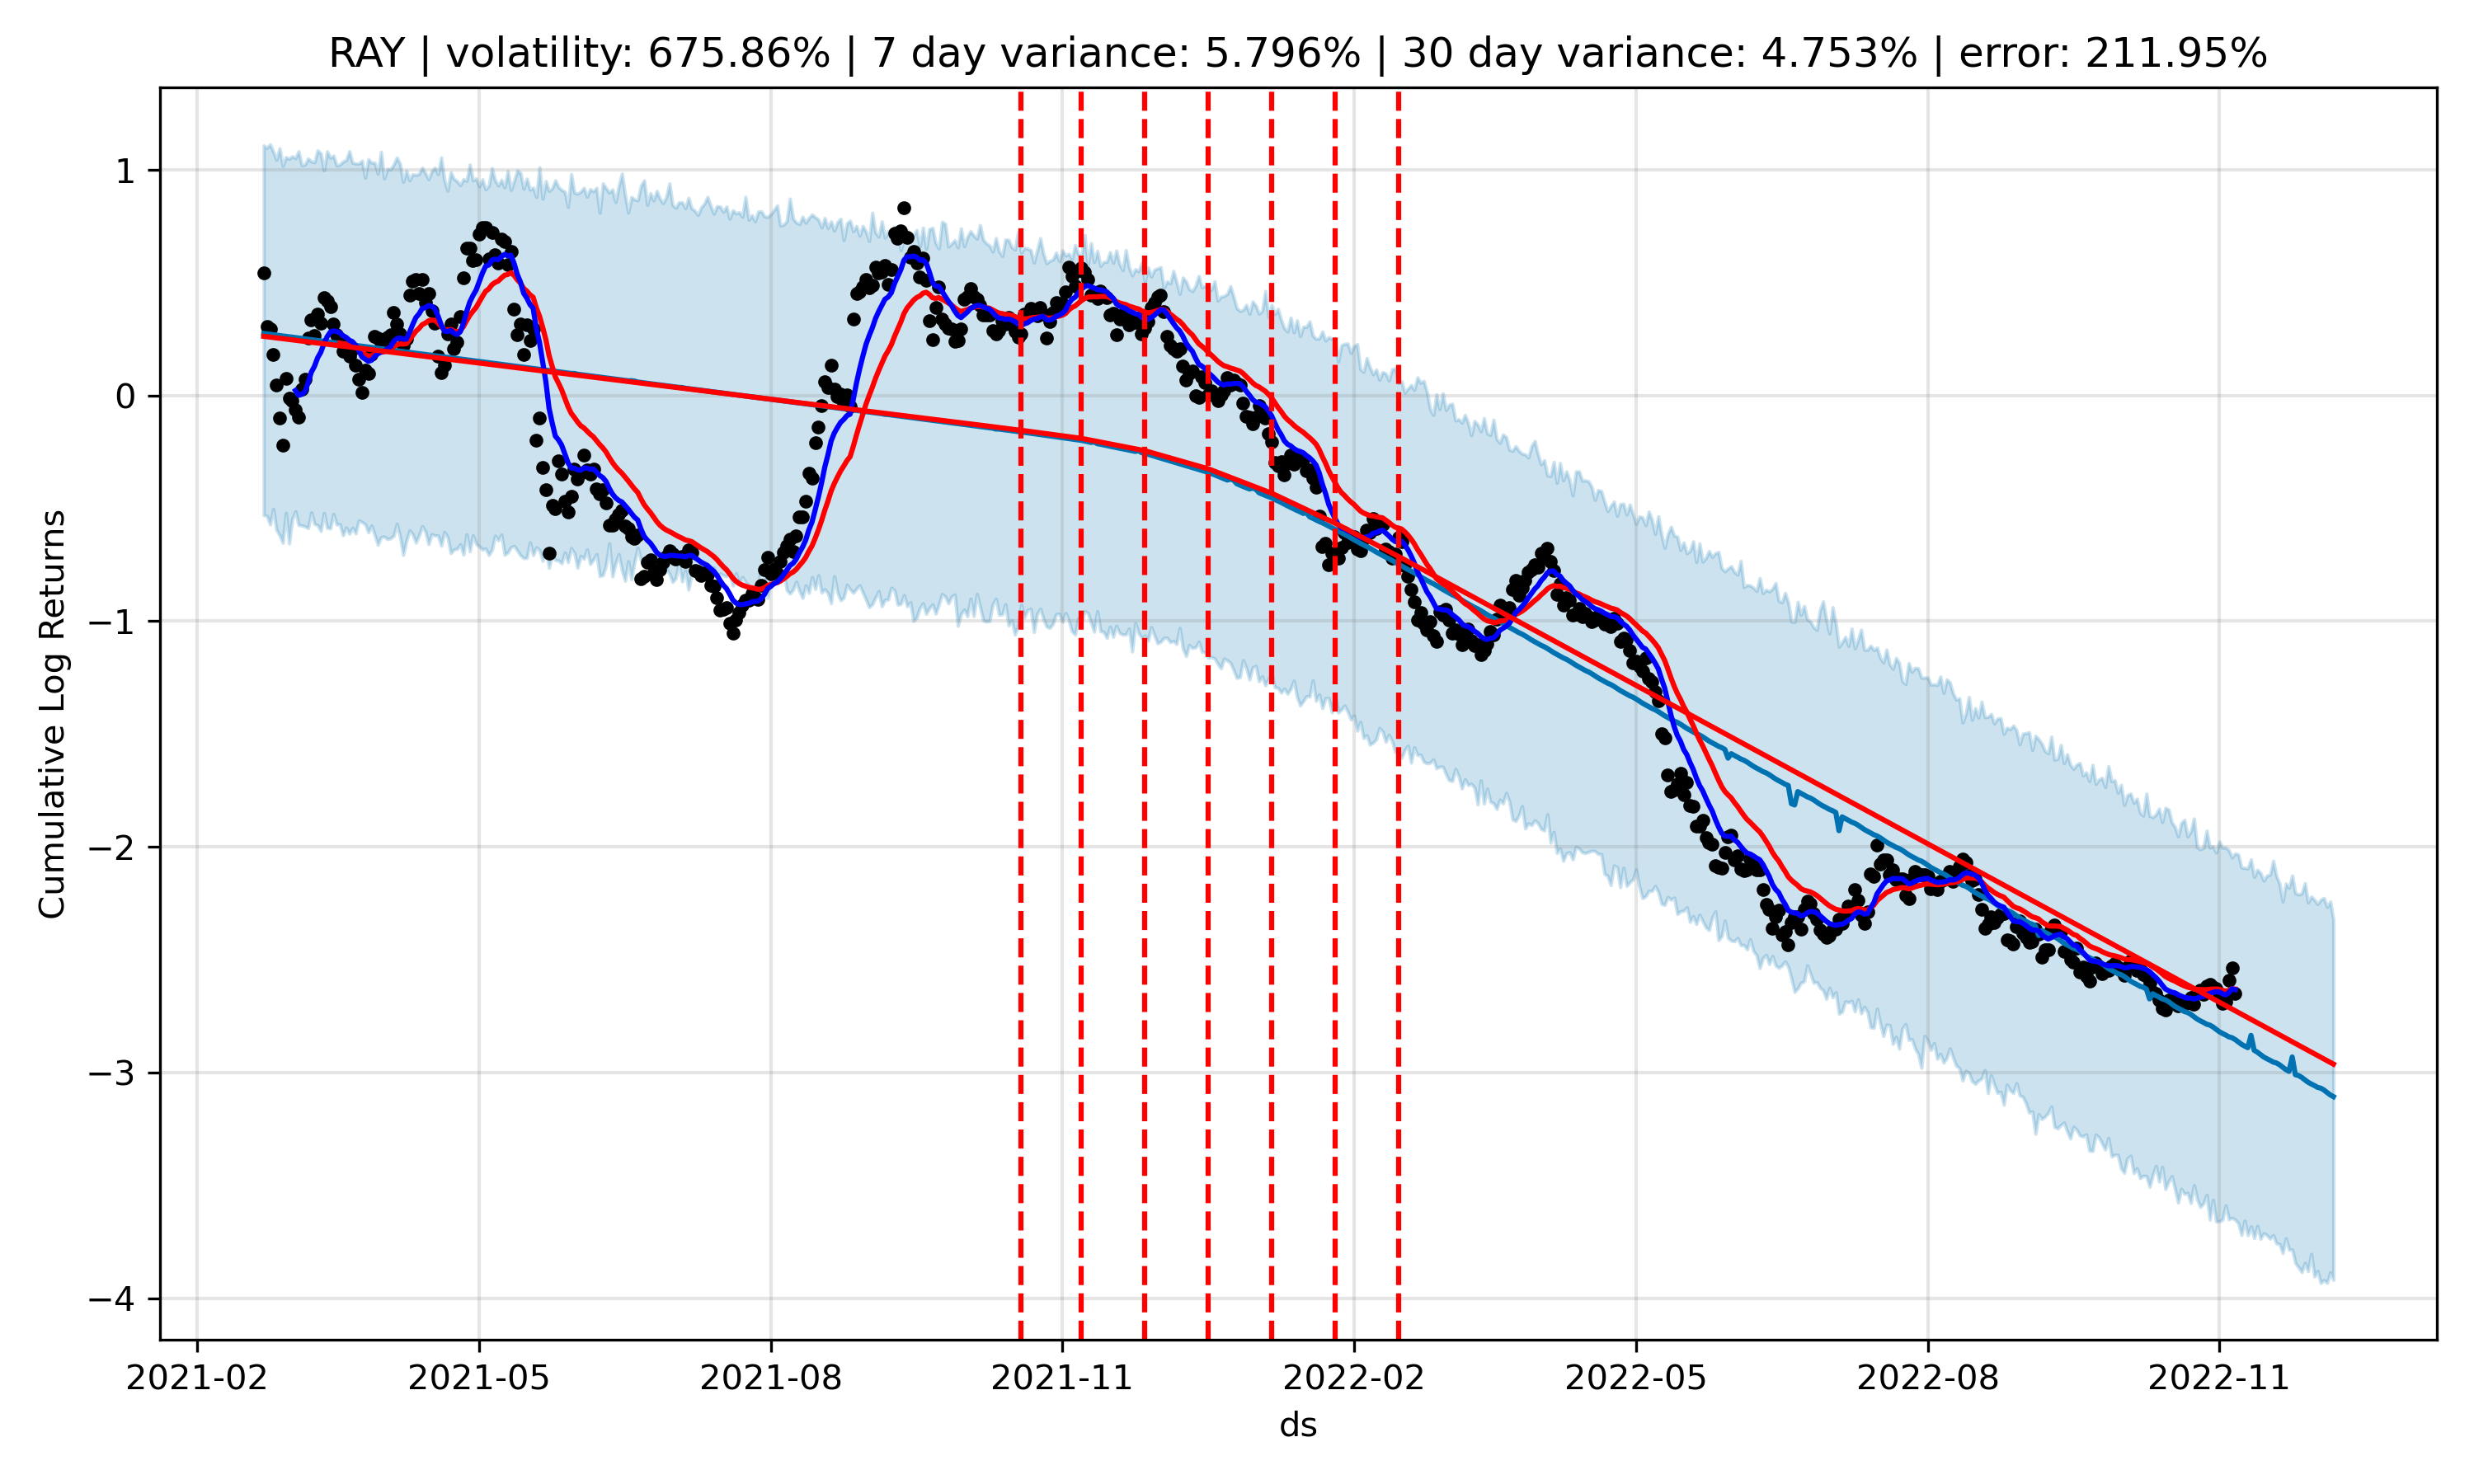 RAY | volatility: 675.86% | 7 day variance: 5.796% | 30 day variance: 4.753% | error: 211.95%
Cumulative Log Returns
1
0
−1
−2
−3
−4
2021-02 2021-05 2021-08 2021-11 2022-02 2022-05 2022-08 2022-11
ds